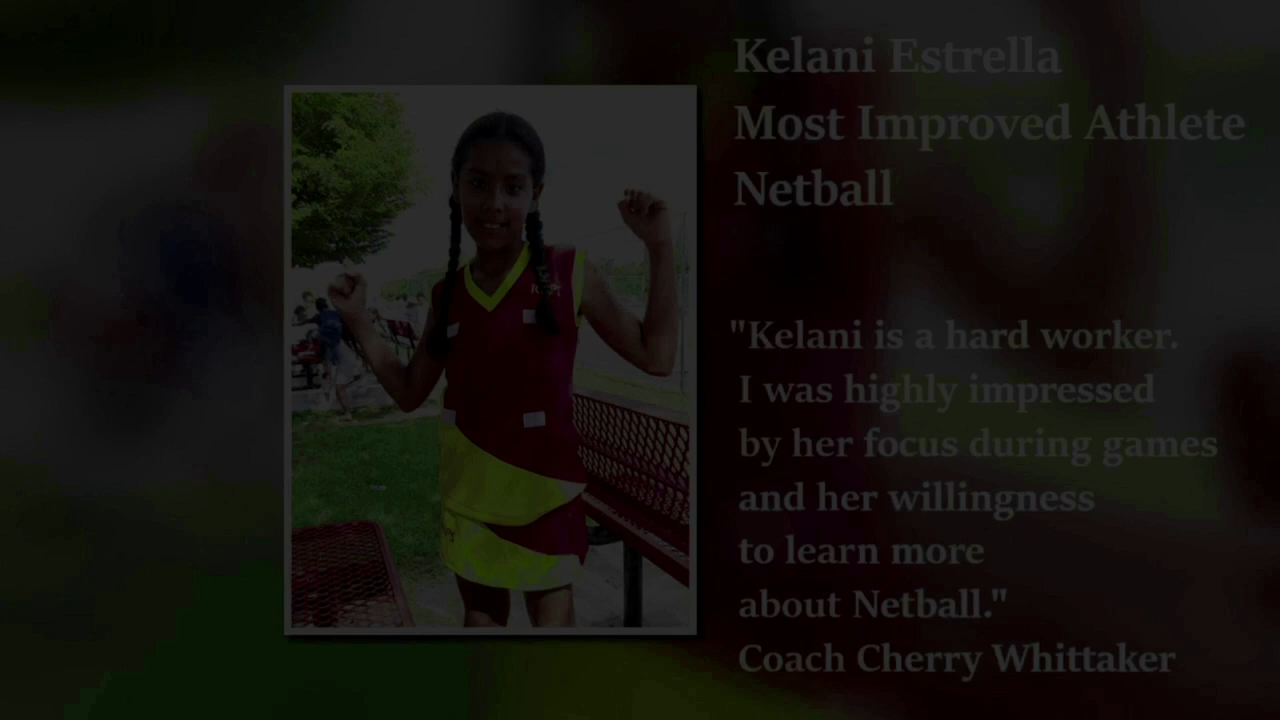 Kelani Estrella
Most Improved Athlete
Netball
"Kelani is a hard worker.
I was highly impressed
by her focus during games
and her willingness
to learn more
about Netball."
Coach Cherry Whittaker